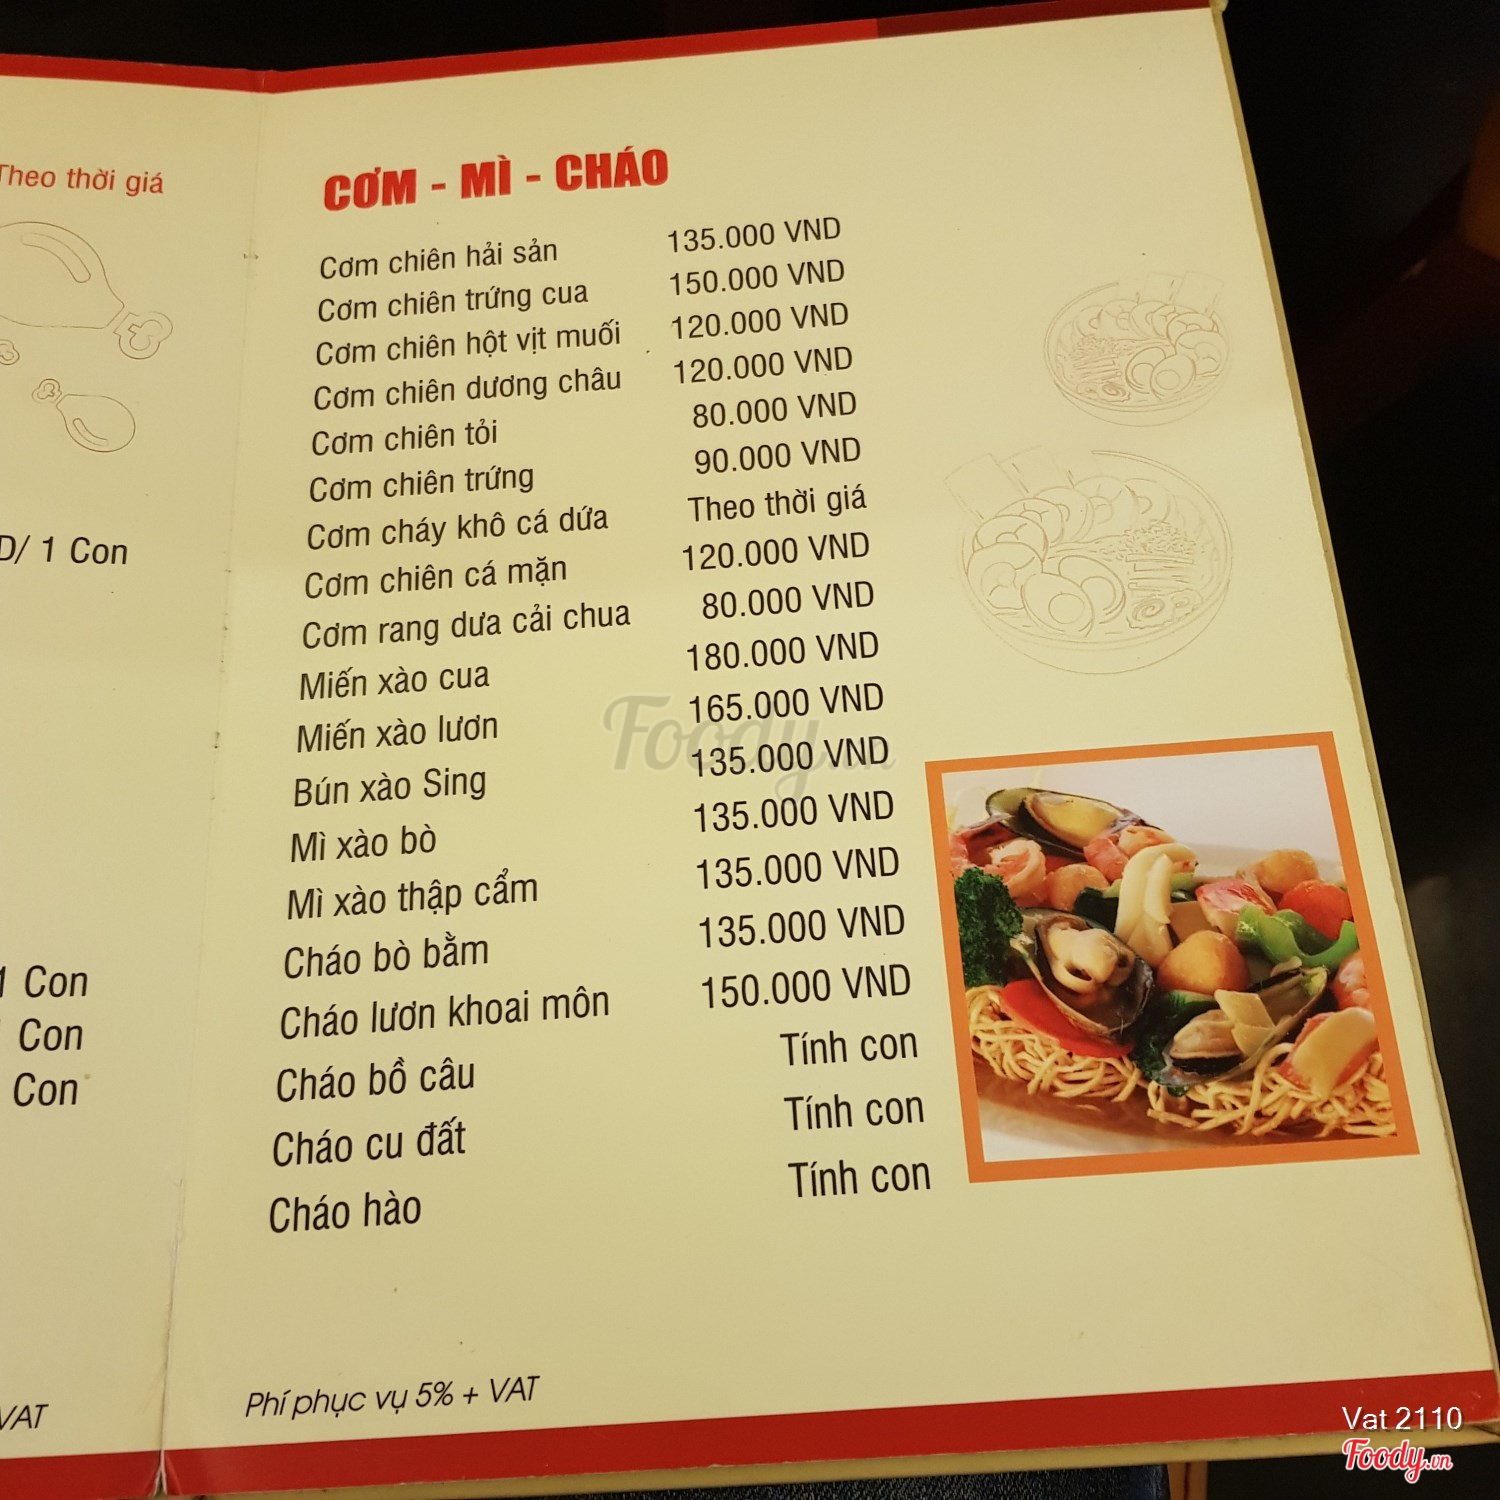 Theo thời giá
D/ 1 Con
1 Con
Con
Con
VAT
CƠM - MÌ - CHÁO
Cơm chiên hải sản 135.000 VND
Cơm chiên trứng cua 150.000 VND
Cơm chiên hột vịt muối 120.000 VND
Cơm chiên dương châu 120.000 VND
Cơm chiên tỏi 80.000 VND
Cơm chiên trứng 90.000 VND
Cơm cháy khô cá dứa Theo thời giá
Cơm chiên cá mặn 120.000 VND
Cơm rang dưa cải chua 80.000 VND
Miến xào cua 180.000 VND
Miến xào lươn 165.000 VND
Bún xào Sing 135.000 VND
Mì xào bò 135.000 VND
Mì xào thập cẩm 135.000 VND
Cháo bò bằm 135.000 VND
Cháo lươn khoai môn 150.000 VND
Cháo bồ câu Tính con
Cháo cu đất Tính con
Cháo hào Tính con
Phí phục vụ 5% + VAT
Foody.vn
Vat 2110
Foody.vn